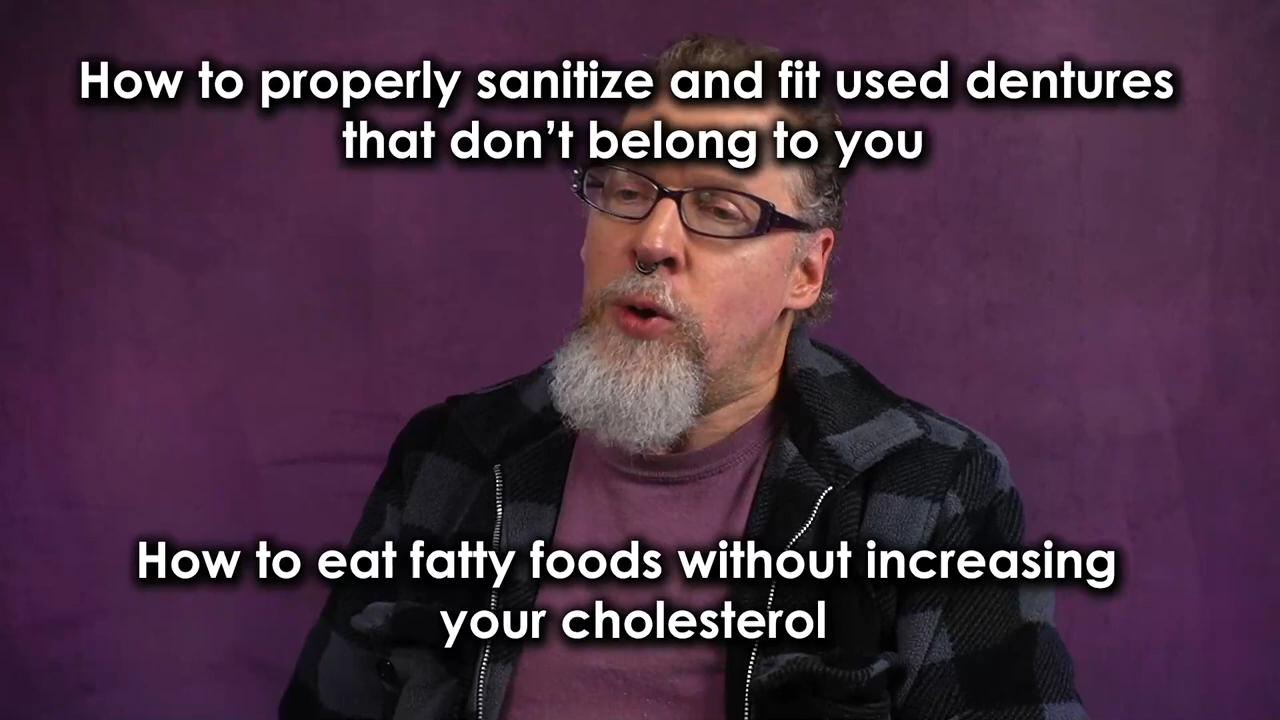 How to properly sanitize and fit used dentures
that don't belong to you
How to eat fatty foods without increasing
your cholesterol